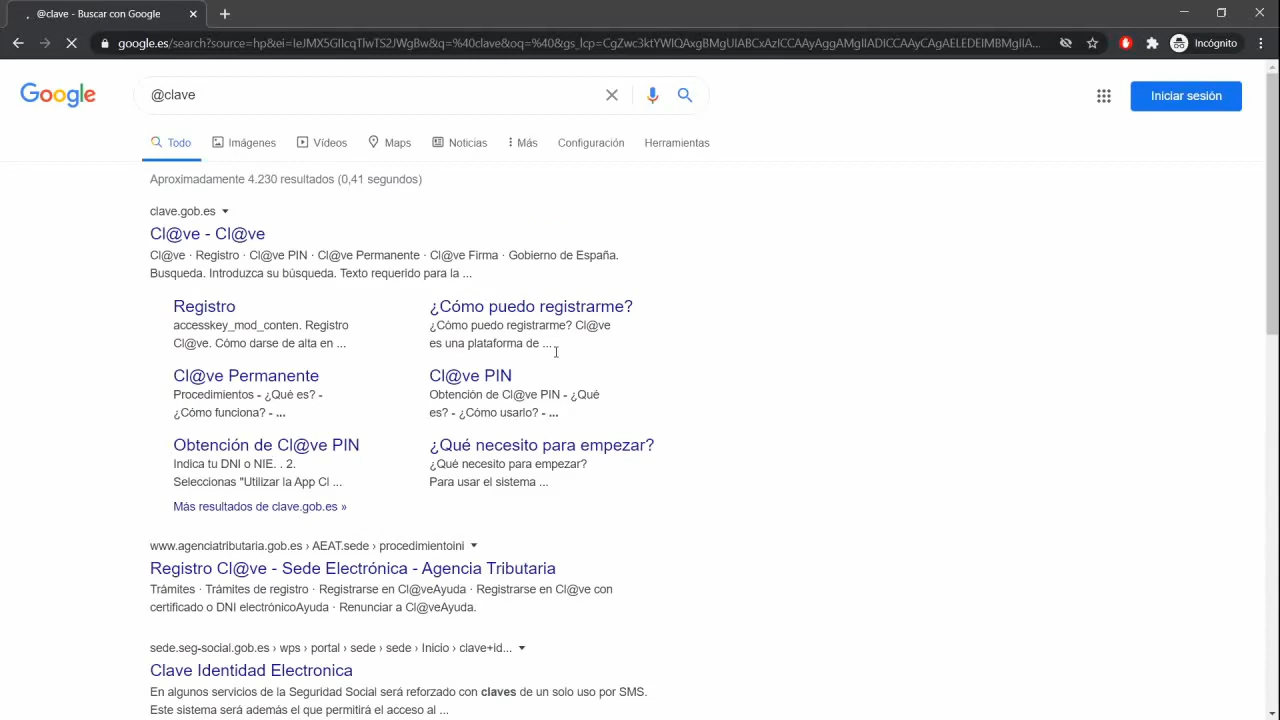 @clave - Buscar con Google
google.es/search?source=hp&ei=IeJMX5GIIcqTlwTS2JWgBw&q=%40clave&oq=%40&gs_lcp=CgZwc3ktYWIQAxgBMgUIABCxAzICCAAyAggAMgIIADICCAAyCAgAELEDEIMBMgIIA...
Incógnito
Google
@clave
Iniciar sesión
Todo Imágenes Vídeos Maps Noticias Más Configuración Herramientas
Aproximadamente 4.230 resultados (0,41 segundos)
clave.gob.es
Cl@ve - Cl@ve
Cl@ve · Registro · Cl@ve PIN · Cl@ve Permanente · Cl@ve Firma · Gobierno de España.
Busqueda. Introduzca su búsqueda. Texto requerido para la ...
Registro
accesskey_mod_conten. Registro
Cl@ve. Cómo darse de alta en ...
¿Cómo puedo registrarme?
¿Cómo puedo registrarme? Cl@ve
es una plataforma de ...
Cl@ve Permanente
Procedimientos - ¿Qué es? -
¿Cómo funciona? - ...
Cl@ve PIN
Obtención de Cl@ve PIN - ¿Qué
es? - ¿Cómo usarlo? - ...
Obtención de Cl@ve PIN
Indica tu DNI o NIE. . 2.
Seleccionas "Utilizar la App Cl ...
¿Qué necesito para empezar?
¿Qué necesito para empezar?
Para usar el sistema ...
Más resultados de clave.gob.es »
www.agenciatributaria.gob.es › AEAT.sede › procedimientoini
Registro Cl@ve - Sede Electrónica - Agencia Tributaria
Trámites · Trámites de registro · Registrarse en Cl@veAyuda · Registrarse en Cl@ve con
certificado o DNI electrónicoAyuda · Renunciar a Cl@veAyuda.
sede.seg-social.gob.es › wps › portal › sede › sede › Inicio › clave+id...
Clave Identidad Electronica
En algunos servicios de la Seguridad Social será reforzado con claves de un solo uso por SMS.
Este sistema será además el que permitirá el acceso al ...